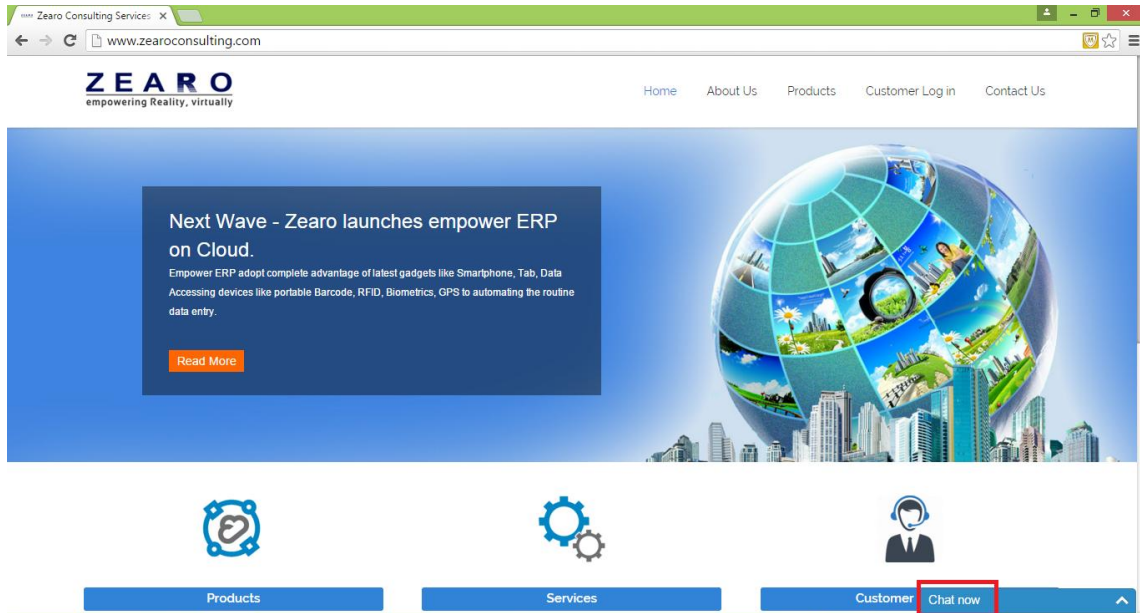 Zearo Consulting Services
www.zearoconsulting.com
ZEARO
empowering Reality, virtually
Home About Us Products Customer Log in Contact Us
Next Wave - Zearo launches empower ERP
on Cloud.
Empower ERP adopt complete advantage of latest gadgets like Smartphone, Tab, Data
Accessing devices like portable Barcode, RFID, Biometrics, GPS to automating the routine
data entry.
Read More
Products Services Customer Chat now